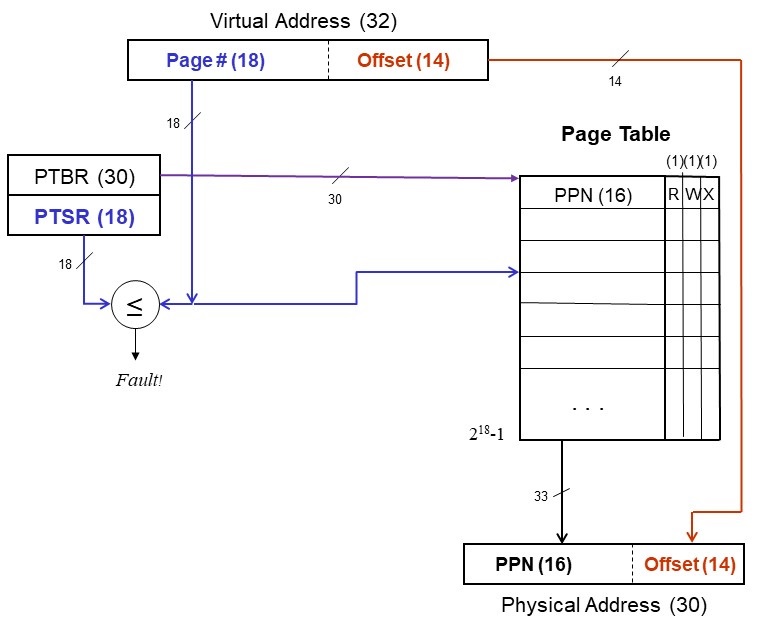 Virtual Address (32)
Page # (18) Offset (14)
14
18
Page Table
(1)(1)(1)
PTBR (30)
30
PPN (16) R W X
PTSR (18)
18
≤
Fault!
. . .
2^18-1
33
PPN (16) Offset (14)
Physical Address (30)